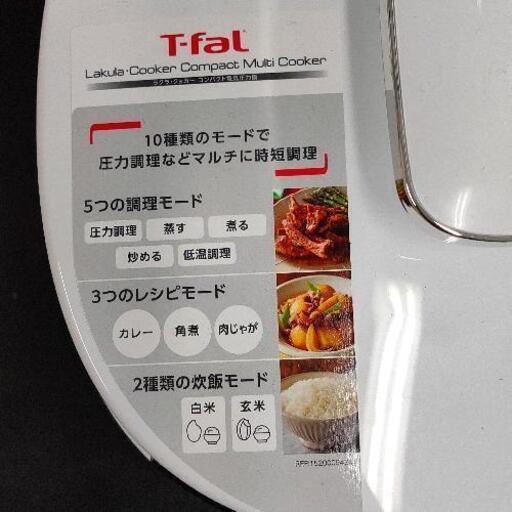 T-fal
Lakula・Cooker Compact Multi Cooker
ラクラ・クッカー コンパクト電気圧力鍋
10種類のモードで
圧力調理などマルチに時短調理
5つの調理モード
圧力調理 蒸す 煮る
炒める 低温調理
3つのレシピモード
カレー 角煮 肉じゃが
2種類の炊飯モード
白米 玄米